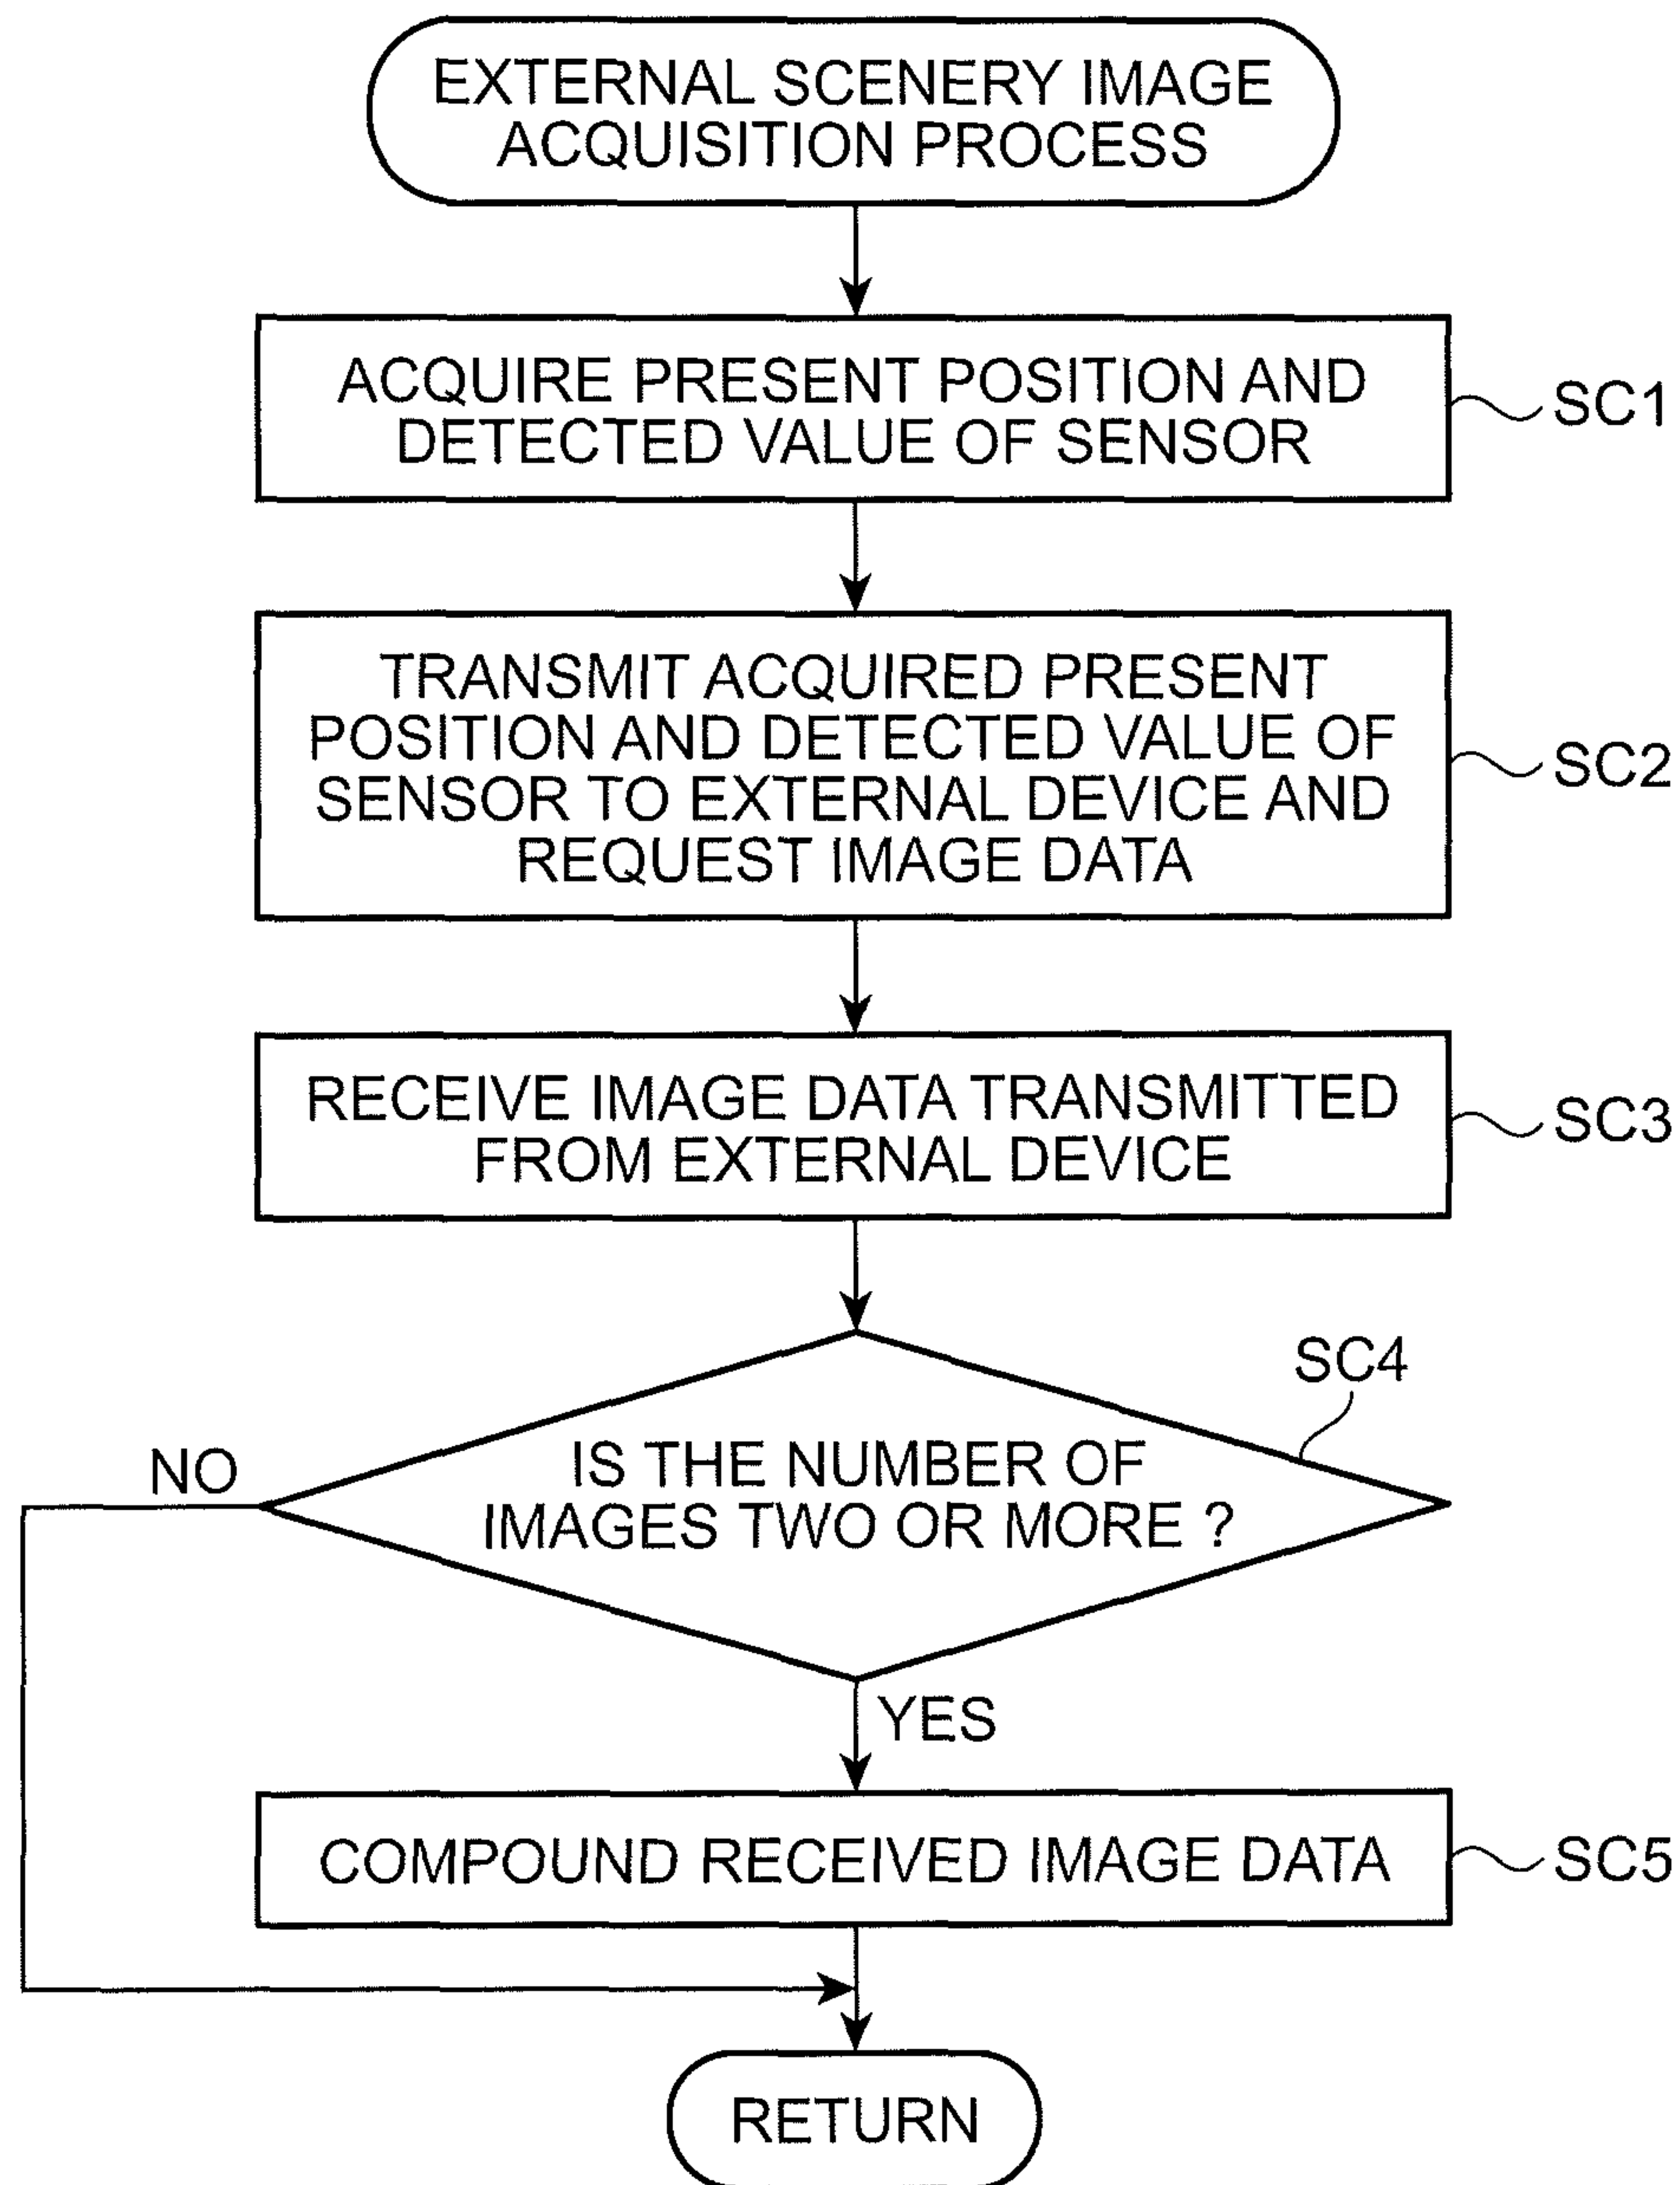 EXTERNAL SCENERY IMAGE
ACQUISITION PROCESS
ACQUIRE PRESENT POSITION AND
DETECTED VALUE OF SENSOR
SC1
TRANSMIT ACQUIRED PRESENT
POSITION AND DETECTED VALUE OF
SENSOR TO EXTERNAL DEVICE AND
REQUEST IMAGE DATA
SC2
RECEIVE IMAGE DATA TRANSMITTED
FROM EXTERNAL DEVICE
SC3
SC4
IS THE NUMBER OF
IMAGES TWO OR MORE ?
NO
YES
COMPOUND RECEIVED IMAGE DATA
SC5
RETURN